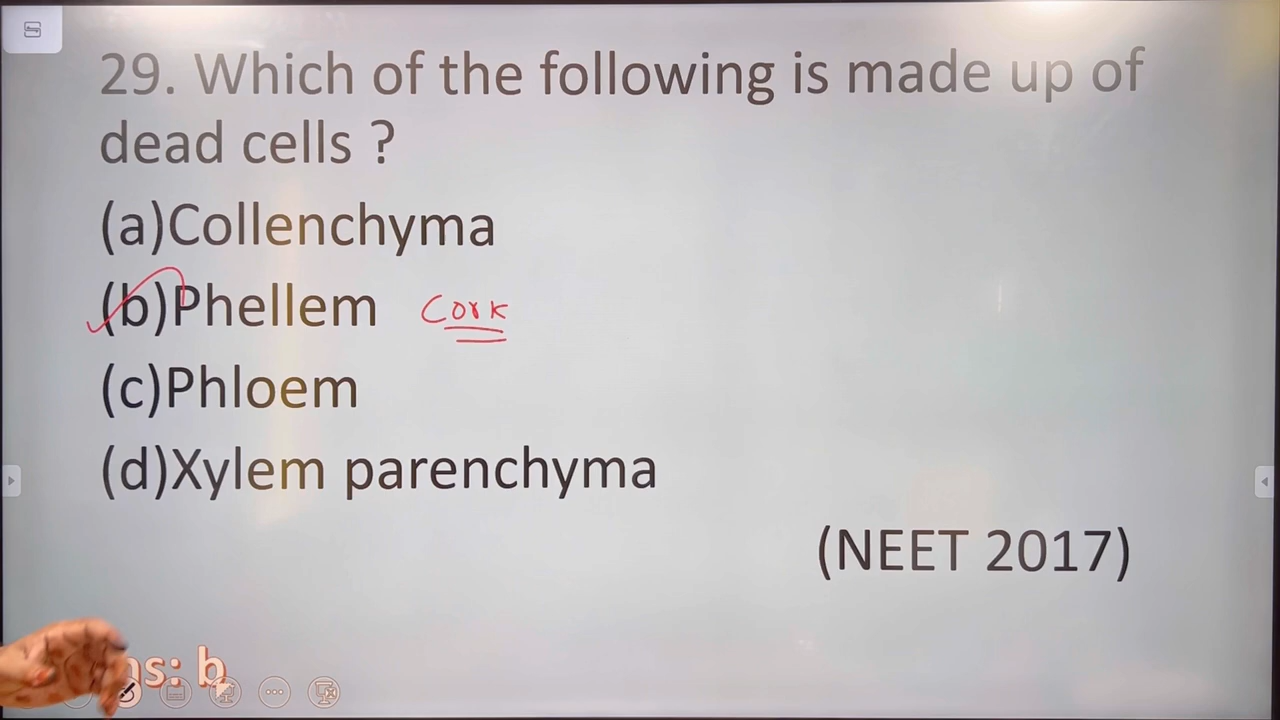 29. Which of the following is made up of
dead cells ?
(a)Collenchyma
(b)Phellem Cork
(c)Phloem
(d)Xylem parenchyma
(NEET 2017)
ns: b